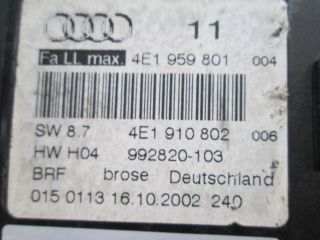 11
Fa LL max. 4E1 959 801 004
SW 8.7 4E1 910 802 006
HW H04 992820-103
BRF brose Deutschland
015 0113 16.10.2002 240